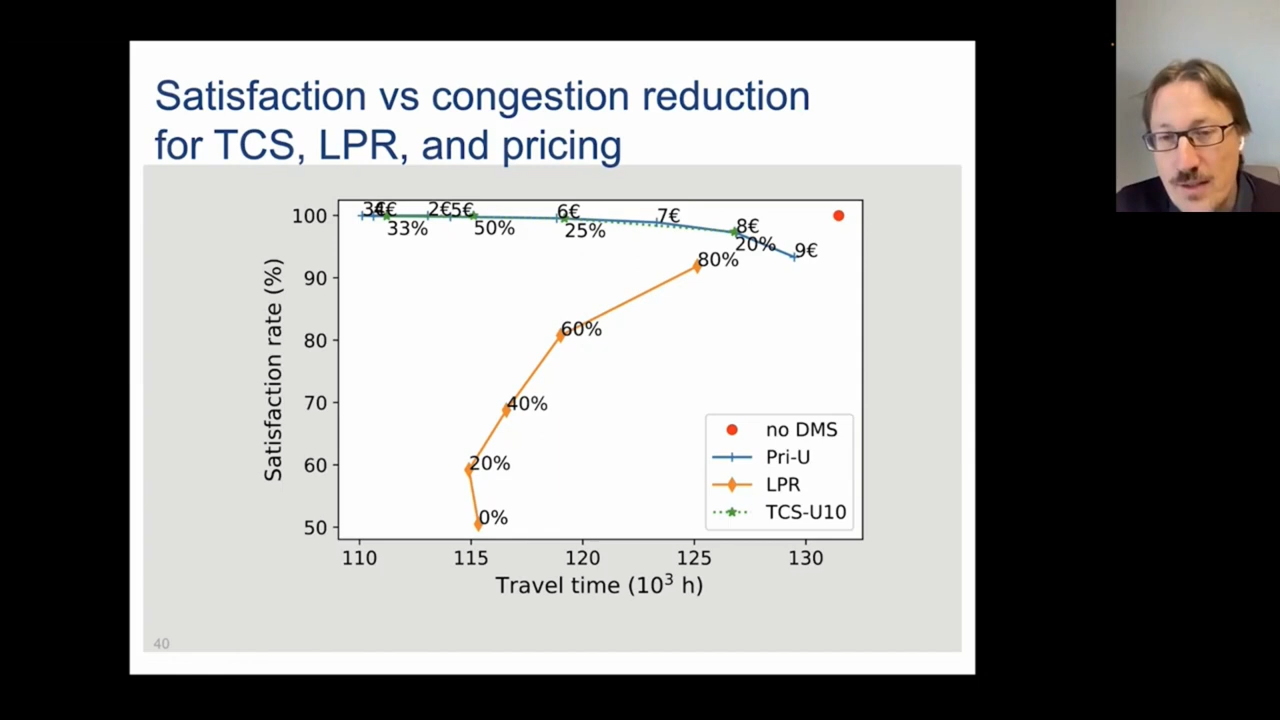 Satisfaction vs congestion reduction
for TCS, LPR, and pricing
3€ 4€ 2€ 5€ 6€ 7€ 8€ 9€
33% 50% 25% 20%
80%
60%
40%
20%
0%
100
90
80
70
60
50
Satisfaction rate (%)
no DMS
Pri-U
LPR
TCS-U10
110 115 120 125 130
Travel time (10³ h)
40